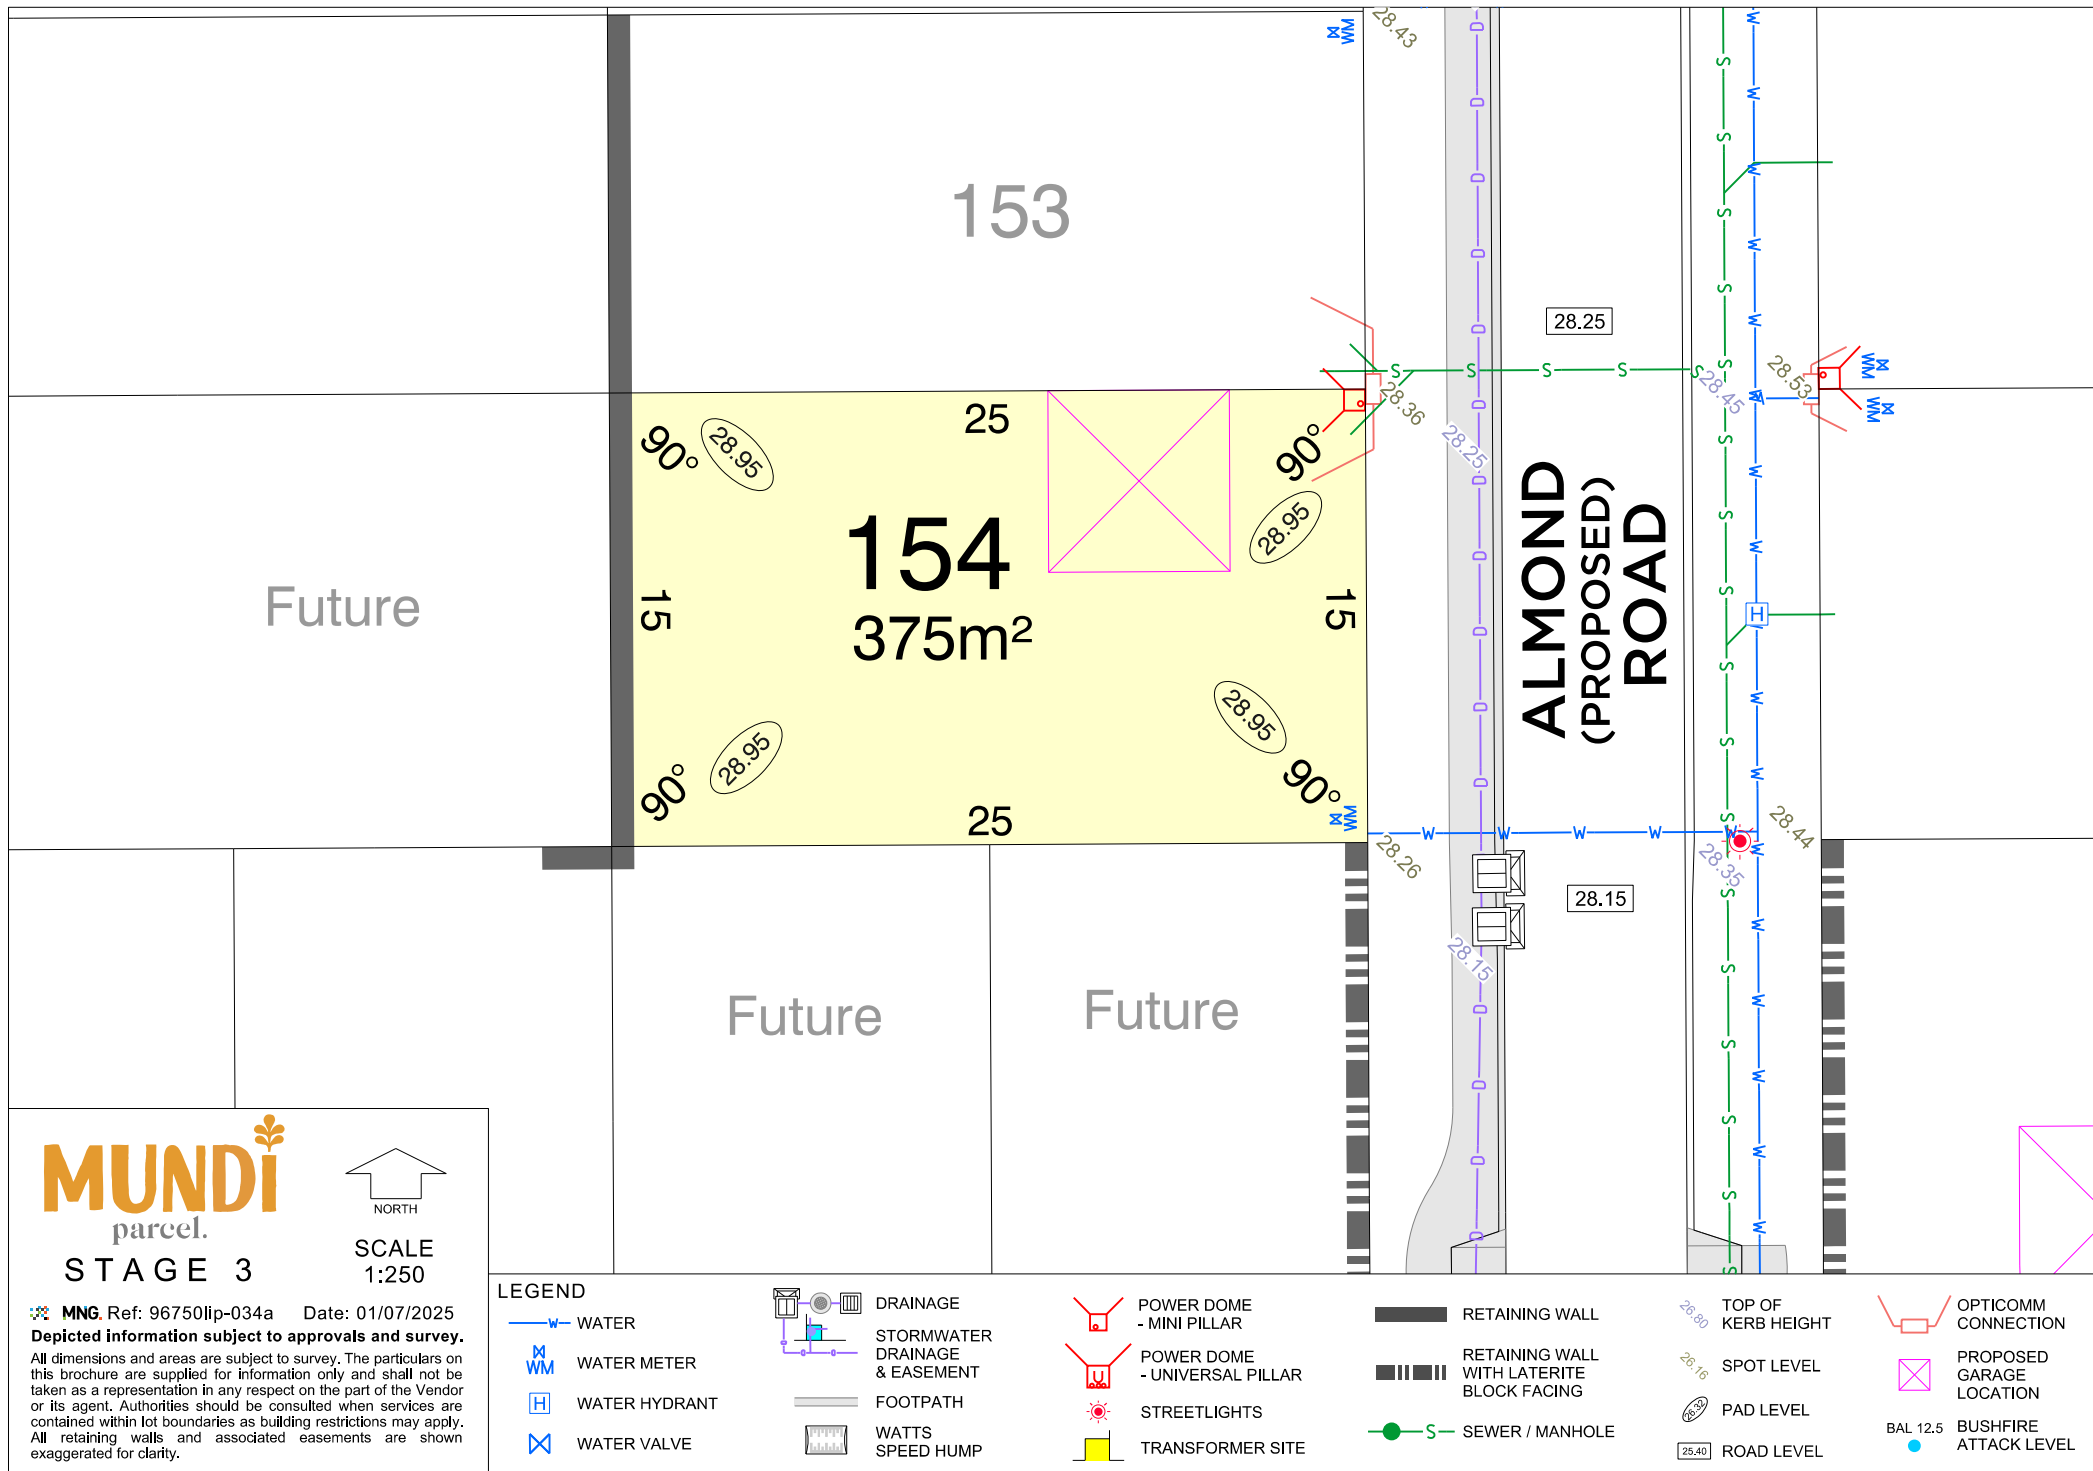 28.43
WM
D
W
S
153
28.25
28.36
28.25
28.45
28.53
WM
WM
25
90°
28.95
90°
28.95
154
375m²
15
15
Future
ALMOND
(PROPOSED)
ROAD
H
28.95
90°
28.95
90°
25
WM
28.26
28.35
28.44
28.15
28.15
Future
Future
MUNDi
parcel.
STAGE 3
NORTH
SCALE
1:250
MNG. Ref: 96750lip-034a Date: 01/07/2025
Depicted information subject to approvals and survey.
All dimensions and areas are subject to survey. The particulars on
this brochure are supplied for information only and shall not be
taken as a representation in any respect on the part of the Vendor
or its agent. Authorities should be consulted when services are
contained within lot boundaries as building restrictions may apply.
All retaining walls and associated easements are shown
exaggerated for clarity.
LEGEND
W WATER
WM WATER METER
H WATER HYDRANT
WATER VALVE
DRAINAGE
STORMWATER
DRAINAGE
& EASEMENT
FOOTPATH
WATTS
SPEED HUMP
POWER DOME
- MINI PILLAR
POWER DOME
- UNIVERSAL PILLAR
STREETLIGHTS
TRANSFORMER SITE
RETAINING WALL
RETAINING WALL
WITH LATERITE
BLOCK FACING
S SEWER / MANHOLE
26.80 TOP OF
KERB HEIGHT
26.16 SPOT LEVEL
26.32 PAD LEVEL
25.40 ROAD LEVEL
OPTICOMM
CONNECTION
PROPOSED
GARAGE
LOCATION
BAL 12.5 BUSHFIRE
ATTACK LEVEL